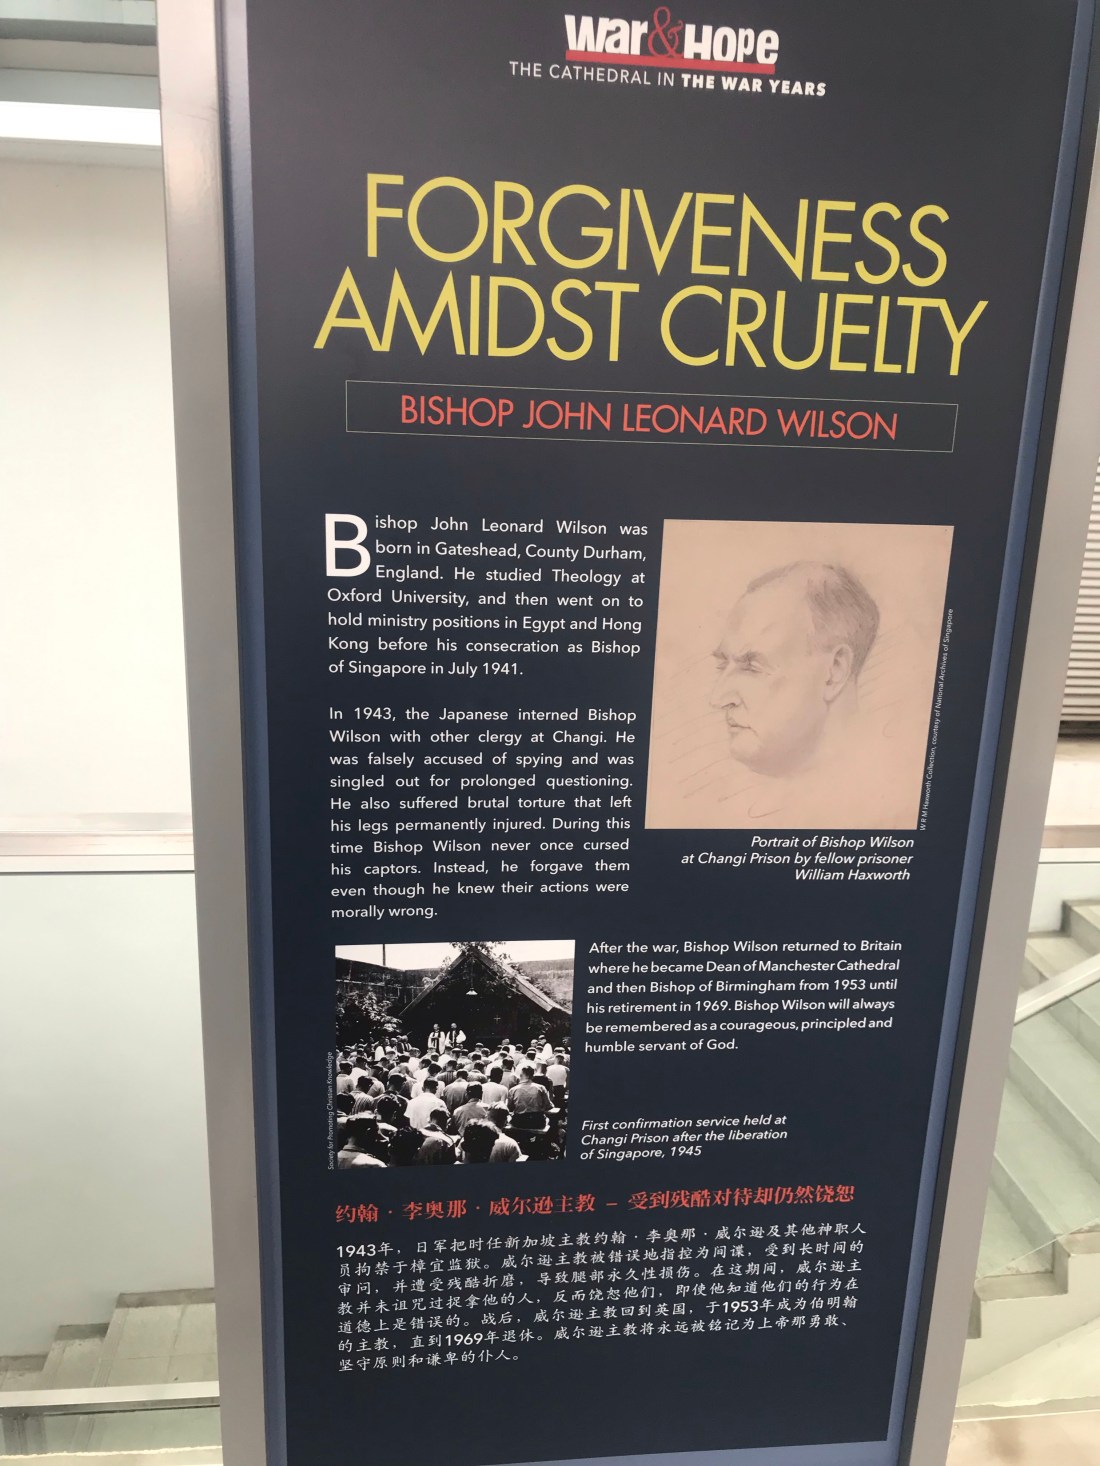 War & Hope
THE CATHEDRAL IN THE WAR YEARS
FORGIVENESS
AMIDST CRUELTY
BISHOP JOHN LEONARD WILSON
Bishop John Leonard Wilson was
born in Gateshead, County Durham,
England. He studied Theology at
Oxford University, and then went on to
hold ministry positions in Egypt and Hong
Kong before his consecration as Bishop
of Singapore in July 1941.
In 1943, the Japanese interned Bishop
Wilson with other clergy at Changi. He
was falsely accused of spying and was
singled out for prolonged questioning.
He also suffered brutal torture that left
his legs permanently injured. During this
time Bishop Wilson never once cursed
his captors. Instead, he forgave them
even though he knew their actions were
morally wrong.
W R M Haxworth Collection, courtesy of National Archives of Singapore
Portrait of Bishop Wilson
at Changi Prison by fellow prisoner
William Haxworth
After the war, Bishop Wilson returned to Britain
where he became Dean of Manchester Cathedral
and then Bishop of Birmingham from 1953 until
his retirement in 1969. Bishop Wilson will always
be remembered as a courageous, principled and
humble servant of God.
Society for Promoting Christian Knowledge
First confirmation service held at
Changi Prison after the liberation
of Singapore, 1945
约翰·李奥那·威尔逊主教 – 受到残酷对待却仍然饶恕
1943年，日军把时任新加坡主教约翰·李奥那·威尔逊及其他神职人
员拘禁于樟宜监狱。威尔逊主教被错误地指控为间谍，受到长时间的
审问，并遭受残酷折磨，导致腿部永久性损伤。在这期间，威尔逊主
教并未诅咒过捉拿他的人，反而饶恕他们，即使他知道他们的行为在
道德上是错误的。战后，威尔逊主教回到英国，于1953年成为伯明翰
的主教，直到1969年退休。威尔逊主教将永远被铭记为上帝那勇敢、
坚守原则和谦卑的仆人。